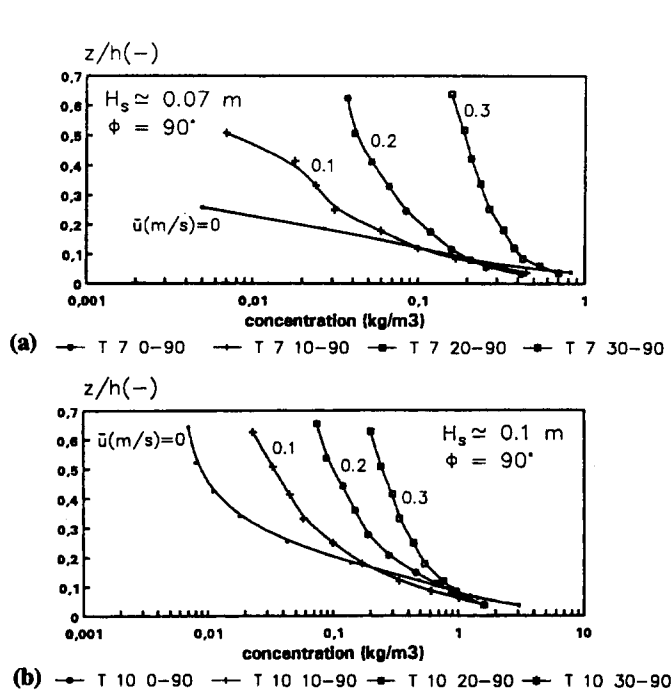 z/h(-)
0,7
0,6
0,5
0,4
0,3
0,2
0,1
0
Hs≃ 0.07 m
ϕ = 90°
0.1
0.2
0.3
ū(m/s)=0
0,001
0,01
0,1
1
concentration (kg/m3)
(a) T 7 0-90 T 7 10-90 T 7 20-90 T 7 30-90
z/h(-)
0,7
0,6
0,5
0,4
0,3
0,2
0,1
0
ū(m/s)=0
0.1
0.2
0.3
Hs≃ 0.1 m
ϕ = 90°
0,001
0,01
0,1
1
10
concentration (kg/m3)
(b) T 10 0-90 T 10 10-90 T 10 20-90 T 10 30-90